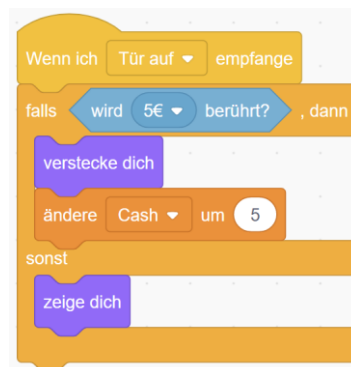 Wenn ich Tür auf empfange
falls wird 5€ berührt? , dann
verstecke dich
ändere Cash um 5
sonst
zeige dich